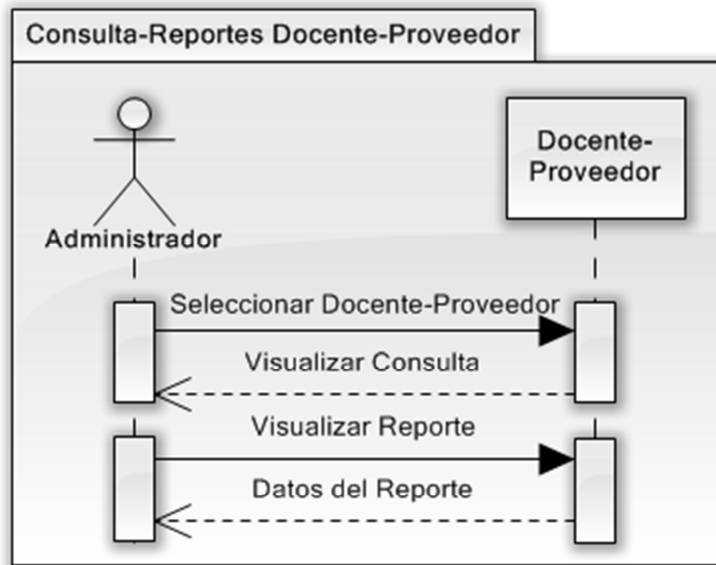 Consulta-Reportes Docente-Proveedor
Docente-
Proveedor
Administrador
Seleccionar Docente-Proveedor
Visualizar Consulta
Visualizar Reporte
Datos del Reporte